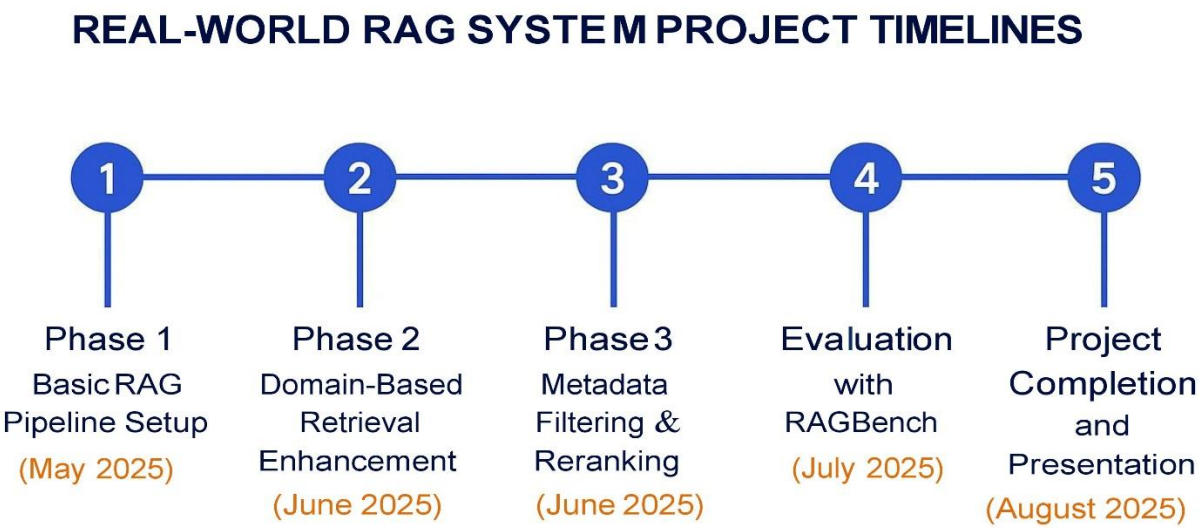 REAL-WORLD RAG SYSTEM PROJECT TIMELINES
1
2
3
4
5
Phase 1
Basic RAG
Pipeline Setup
(May 2025)
Phase 2
Domain-Based
Retrieval
Enhancement
(June 2025)
Phase 3
Metadata
Filtering &
Reranking
(June 2025)
Evaluation
with
RAGBench
(July 2025)
Project
Completion
and
Presentation
(August 2025)